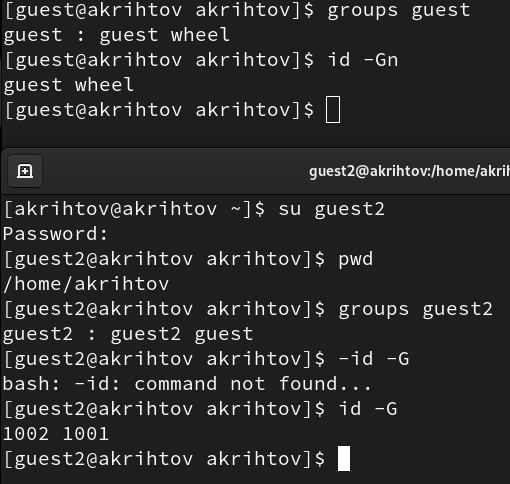 [guest@akrihtov akrihtov]$ groups guest
guest : guest wheel
[guest@akrihtov akrihtov]$ id -Gn
guest wheel
[guest@akrihtov akrihtov]$
guest2@akrihtov:/home/akrih
[akrihtov@akrihtov ~]$ su guest2
Password:
[guest2@akrihtov akrihtov]$ pwd
/home/akrihtov
[guest2@akrihtov akrihtov]$ groups guest2
guest2 : guest2 guest
[guest2@akrihtov akrihtov]$ -id -G
bash: -id: command not found...
[guest2@akrihtov akrihtov]$ id -G
1002 1001
[guest2@akrihtov akrihtov]$